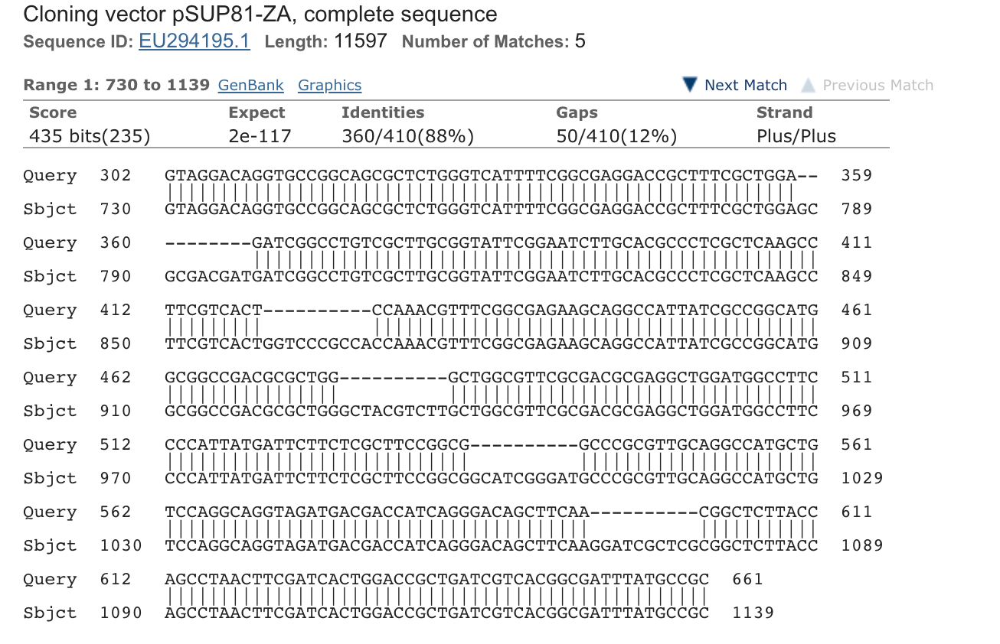 Cloning vector pSUP81-ZA, complete sequence
Sequence ID: EU294195.1 Length: 11597 Number of Matches: 5
Range 1: 730 to 1139 GenBank Graphics Next Match Previous Match
Score Expect Identities Gaps Strand
435 bits(235) 2e-117 360/410(88%) 50/410(12%) Plus/Plus
Query 302 GTAGGACAGGTGCCGGCAGCGCTCTGGGTCATTTTCGGCGAGGACCGCTTTCGCTGGA-- 359
Sbjct 730 GTAGGACAGGTGCCGGCAGCGCTCTGGGTCATTTTCGGCGAGGACCGCTTTCGCTGGAGC 789
Query 360 --------GATCGGCCTGTCGCTTGCGGTATTCGGAATCTTGCACGCCCTCGCTCAAGCC 411
Sbjct 790 GCGACGATGATCGGCCTGTCGCTTGCGGTATTCGGAATCTTGCACGCCCTCGCTCAAGCC 849
Query 412 TTCGTCACT----------CCAAACGTTTCGGCGAGAAGCAGGCCATTATCGCCGGCATG 461
Sbjct 850 TTCGTCACTGGTCCCGCCACCAAACGTTTCGGCGAGAAGCAGGCCATTATCGCCGGCATG 909
Query 462 GCGGCCGACGCGCTGG----------GCTGGCGTTCGCGACGCGAGGCTGGATGGCCTTC 511
Sbjct 910 GCGGCCGACGCGCTGGGCTACGTCTTGCTGGCGTTCGCGACGCGAGGCTGGATGGCCTTC 969
Query 512 CCCATTATGATTCTTCTCGCTTCCGGCG----------GCCCGCGTTGCAGGCCATGCTG 561
Sbjct 970 CCCATTATGATTCTTCTCGCTTCCGGCGGCATCGGGATGCCCGCGTTGCAGGCCATGCTG 1029
Query 562 TCCAGGCAGGTAGATGACGACCATCAGGGACAGCTTCAA----------CGGCTCTTACC 611
Sbjct 1030 TCCAGGCAGGTAGATGACGACCATCAGGGACAGCTTCAAGGATCGCTCGCGGCTCTTACC 1089
Query 612 AGCCTAACTTCGATCACTGGACCGCTGATCGTCACGGCGATTTATGCCGC 661
Sbjct 1090 AGCCTAACTTCGATCACTGGACCGCTGATCGTCACGGCGATTTATGCCGC 1139